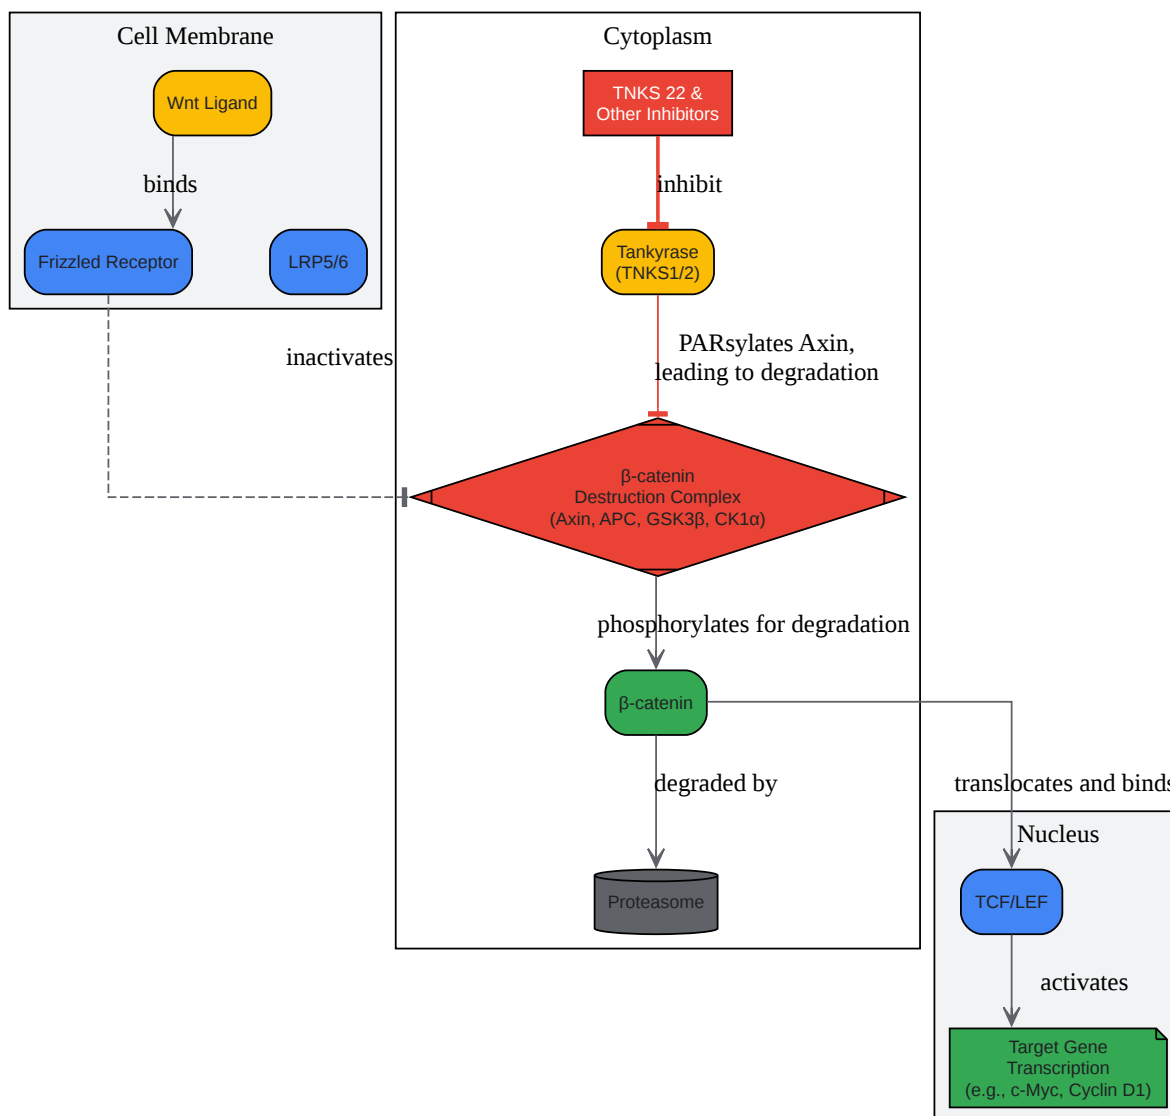 Cell Membrane
Wnt Ligand
binds
Frizzled Receptor
LRP5/6
inactivates
Cytoplasm
TNKS 22 &
Other Inhibitors
inhibit
Tankyrase
(TNKS1/2)
PARsylates Axin,
leading to degradation
β-catenin
Destruction Complex
(Axin, APC, GSK3β, CK1α)
phosphorylates for degradation
β-catenin
degraded by
Proteasome
translocates and binds
Nucleus
TCF/LEF
activates
Target Gene
Transcription
(e.g., c-Myc, Cyclin D1)